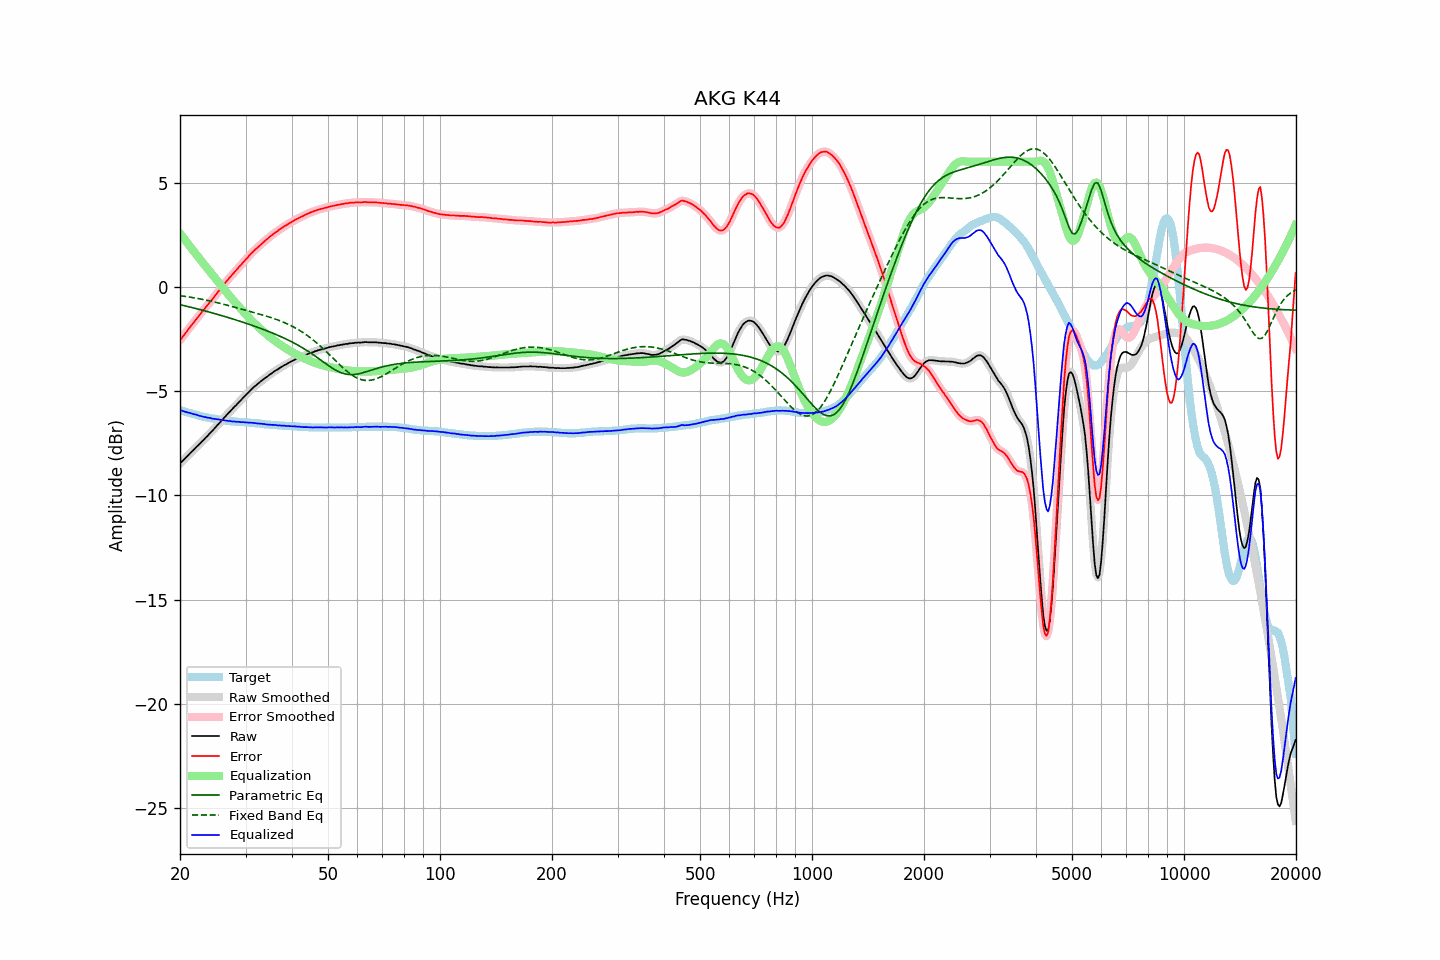 AKG K44
Amplitude (dBr)
5
0
−5
−10
−15
−20
−25
Target
Raw Smoothed
Error Smoothed
Raw
Error
Equalization
Parametric Eq
Fixed Band Eq
Equalized
20 50 100 200 500 1000 2000 5000 10000 20000
Frequency (Hz)